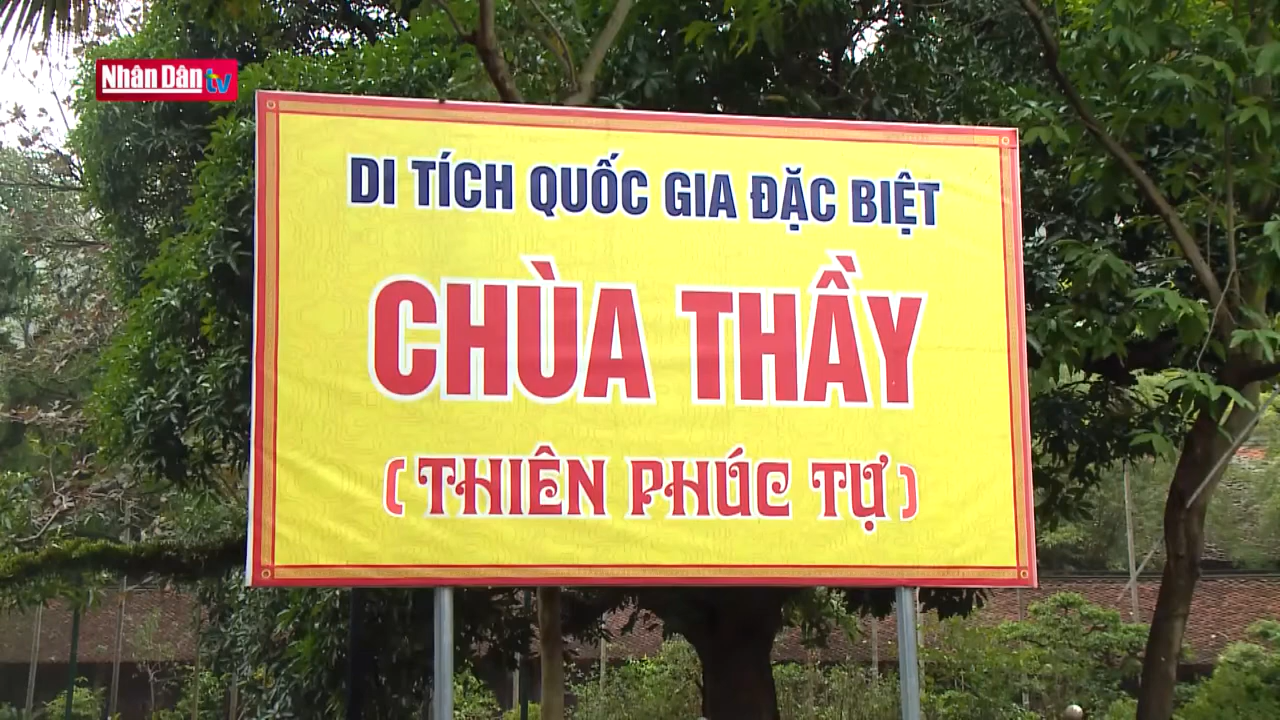 Nhân Dân tv
DI TÍCH QUỐC GIA ĐẶC BIỆT
CHÙA THẦY
(THIÊN PHÚC TỰ)